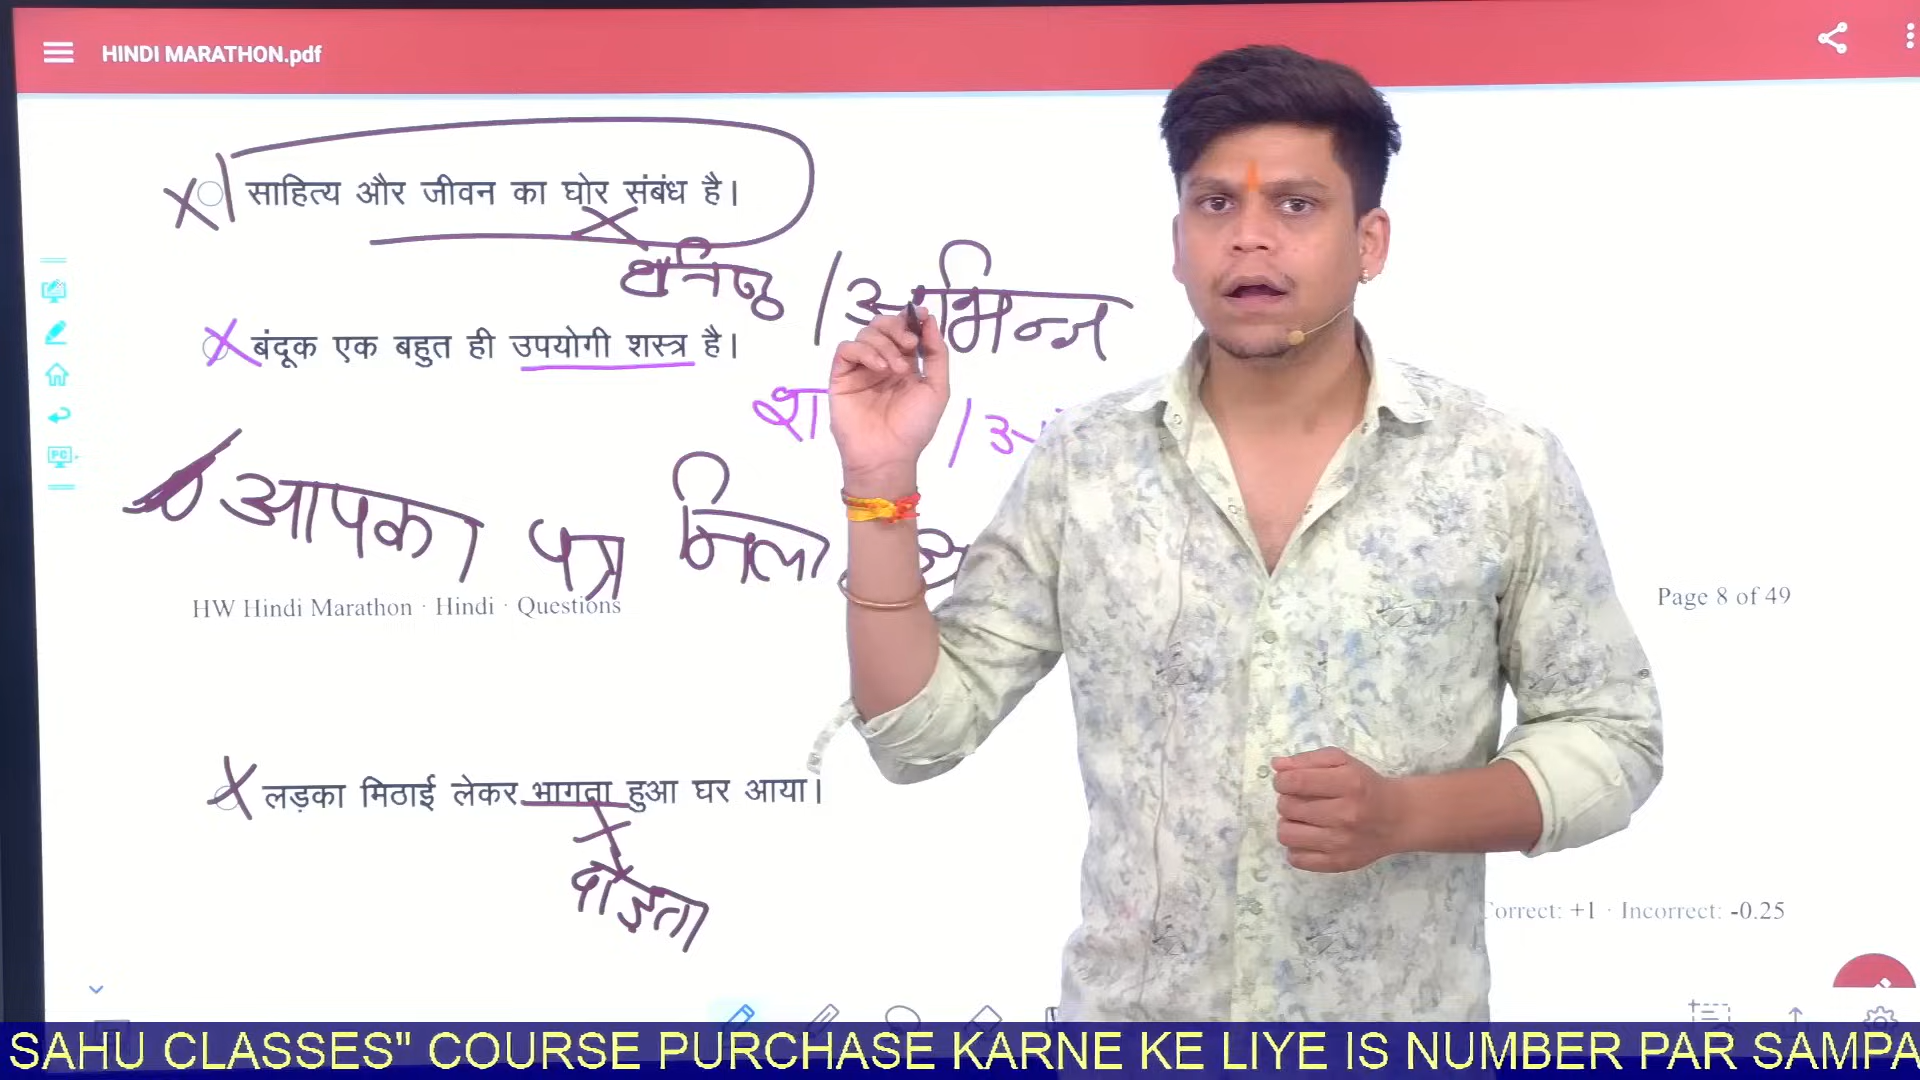 HINDI MARATHON.pdf
साहित्य और जीवन का घोर संबंध है।
घनिष्ठ / अभिन्न
बंदूक एक बहुत ही उपयोगी शस्त्र है।
आपका पत्र मिला
HW Hindi Marathon · Hindi · Questions
Page 8 of 49
लड़का मिठाई लेकर भागता हुआ घर आया।
दौड़ता
Correct: +1 · Incorrect: -0.25
SAHU CLASSES" COURSE PURCHASE KARNE KE LIYE IS NUMBER PAR SAMPA